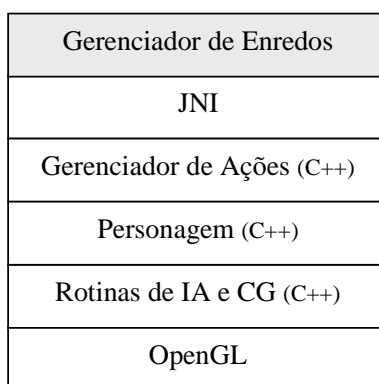 Gerenciador de Enredos
JNI
Gerenciador de Ações (C++)
Personagem (C++)
Rotinas de IA e CG (C++)
OpenGL